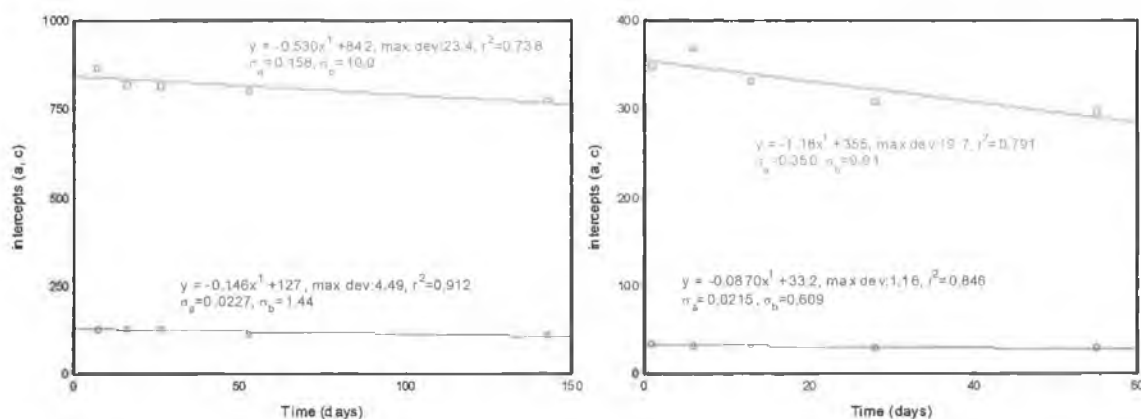 1000
750
500
250
0
0
50
100
150
intercepts (a, c)
Time (days)
y = -0.530x¹ +842, max dev:23.4, r²=0.738
σa=0.158, σb=10.0
y = -0.146x¹ +127, max dev:4.49, r²=0.912
σa=0.0227, σb=1.44
400
300
200
100
0
0
20
40
60
intercepts (a, c)
Time (days)
y = -1.18x¹ +355, max dev:19.7, r²=0.791
σa=0.350, σb=9.91
y = -0.0870x¹ +33.2, max dev:1.16, r²=0.846
σa=0.0215, σb=0.609